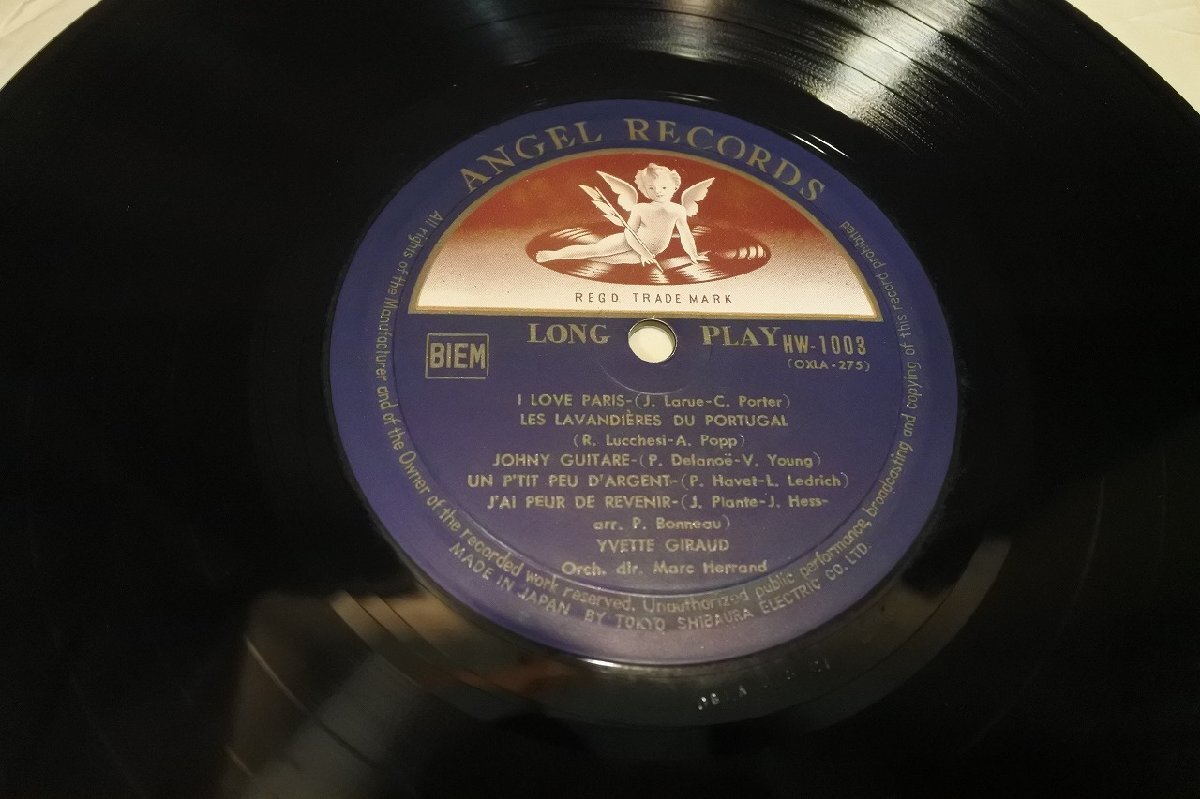 ANGEL RECORDS
REGD. TRADE MARK
LONG PLAY
BIEM
HW-1003
(OXLA-275)
I LOVE PARIS-(J. Larue-C. Porter)
LES LAVANDIÈRES DU PORTUGAL
(R. Lucchesi-A. Popp)
JOHNY GUITARE-(P. Delanoë-V. Young)
UN P'TIT PEU D'ARGENT-(P. Havet-L. Ledrich)
J'AI PEUR DE REVENIR-(J. Plante-J. Hess-
arr. P. Bonneau)
YVETTE GIRAUD
Orch. dir. Marc Herrand
All rights of the Manufacturer and of the Owner of the recorded work reserved. Unauthorized public performance, broadcasting and copying of this record prohibited
MADE IN JAPAN BY TOKYO SHIBAURA ELECTRIC CO. LTD.